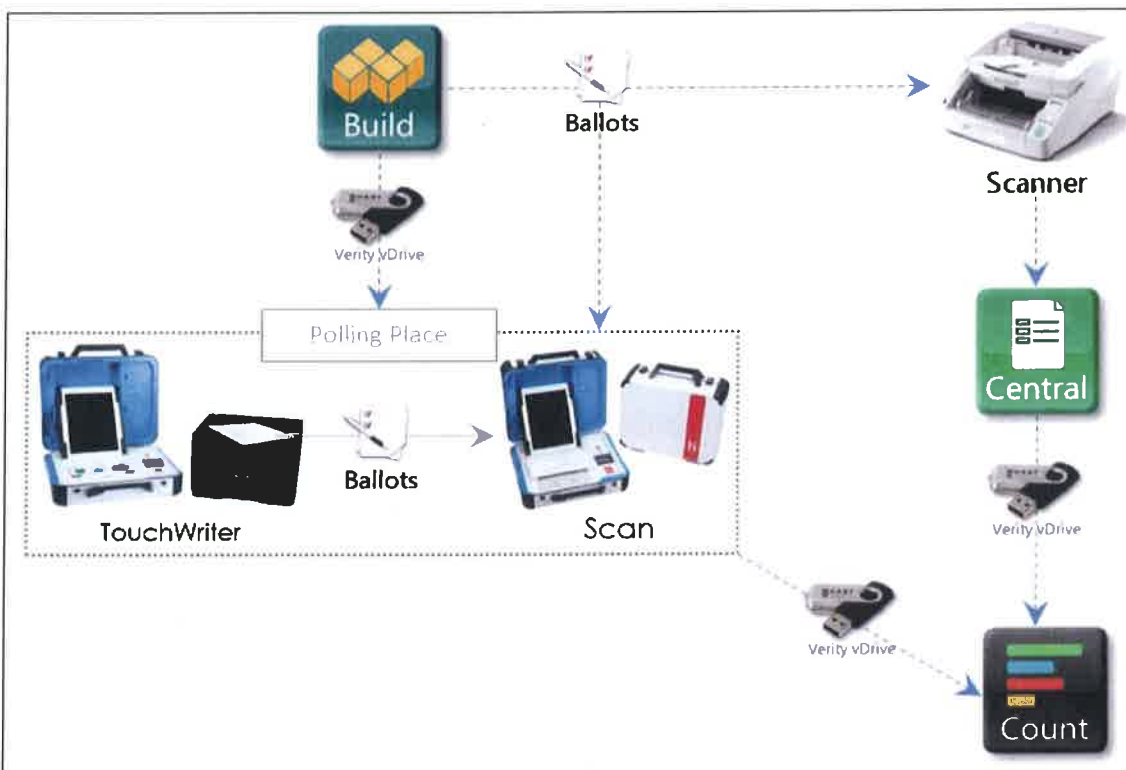 Build
Ballots
Scanner
Verity vDrive
Polling Place
Central
Ballots
TouchWriter
Scan
Verity vDrive
Verity vDrive
Count